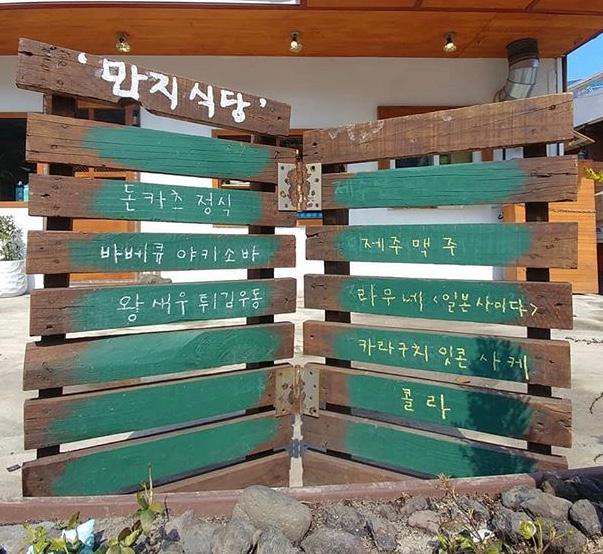 '만지식당'
돈카츠 정식
바베큐 야키소바
왕새우튀김우동
제주맥주
라무네 <일본사이다>
카라구치 잇콘 사케
콜라